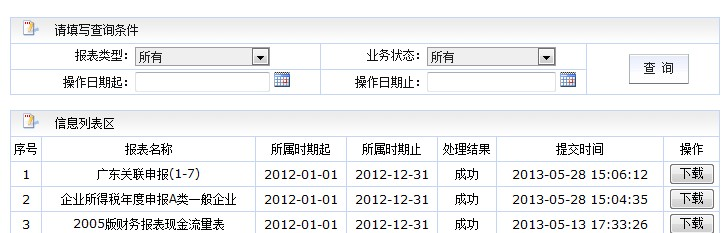 请填写查询条件
报表类型： 所有 业务状态： 所有
查 询
操作日期起： 操作日期止：
信息列表区
序号 报表名称 所属时期起 所属时期止 处理结果 提交时间 操作
1 广东关联申报(1-7) 2012-01-01 2012-12-31 成功 2013-05-28 15:06:12 下载
2 企业所得税年度申报A类一般企业 2012-01-01 2012-12-31 成功 2013-05-28 15:04:35 下载
3 2005版财务报表现金流量表 2012-01-01 2012-12-31 成功 2013-05-13 17:33:26 下载